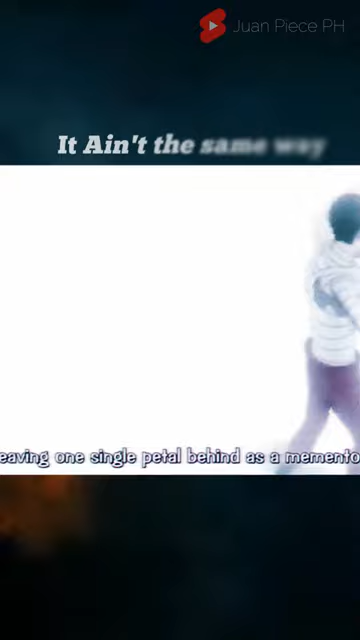 Juan Piece PH
It Ain't the same way
eaving one single petal behind as a memento